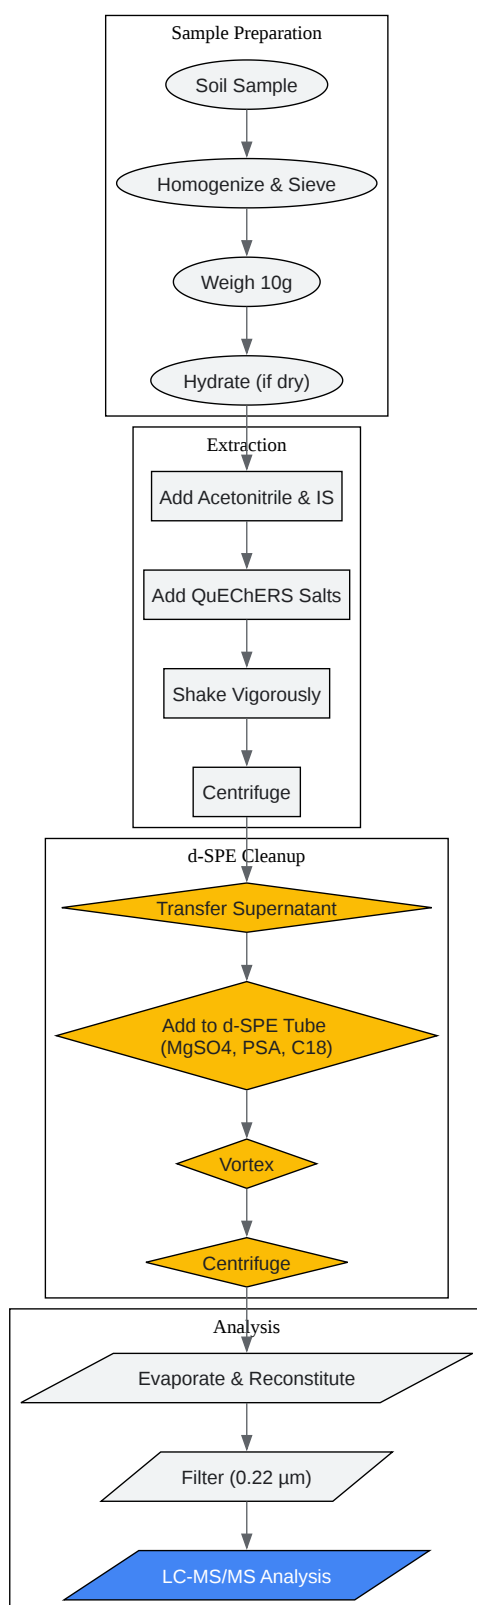 Sample Preparation
Soil Sample
Homogenize & Sieve
Weigh 10g
Hydrate (if dry)
Extraction
Add Acetonitrile & IS
Add QuEChERS Salts
Shake Vigorously
Centrifuge
d-SPE Cleanup
Transfer Supernatant
Add to d-SPE Tube
(MgSO4, PSA, C18)
Vortex
Centrifuge
Analysis
Evaporate & Reconstitute
Filter (0.22 µm)
LC-MS/MS Analysis